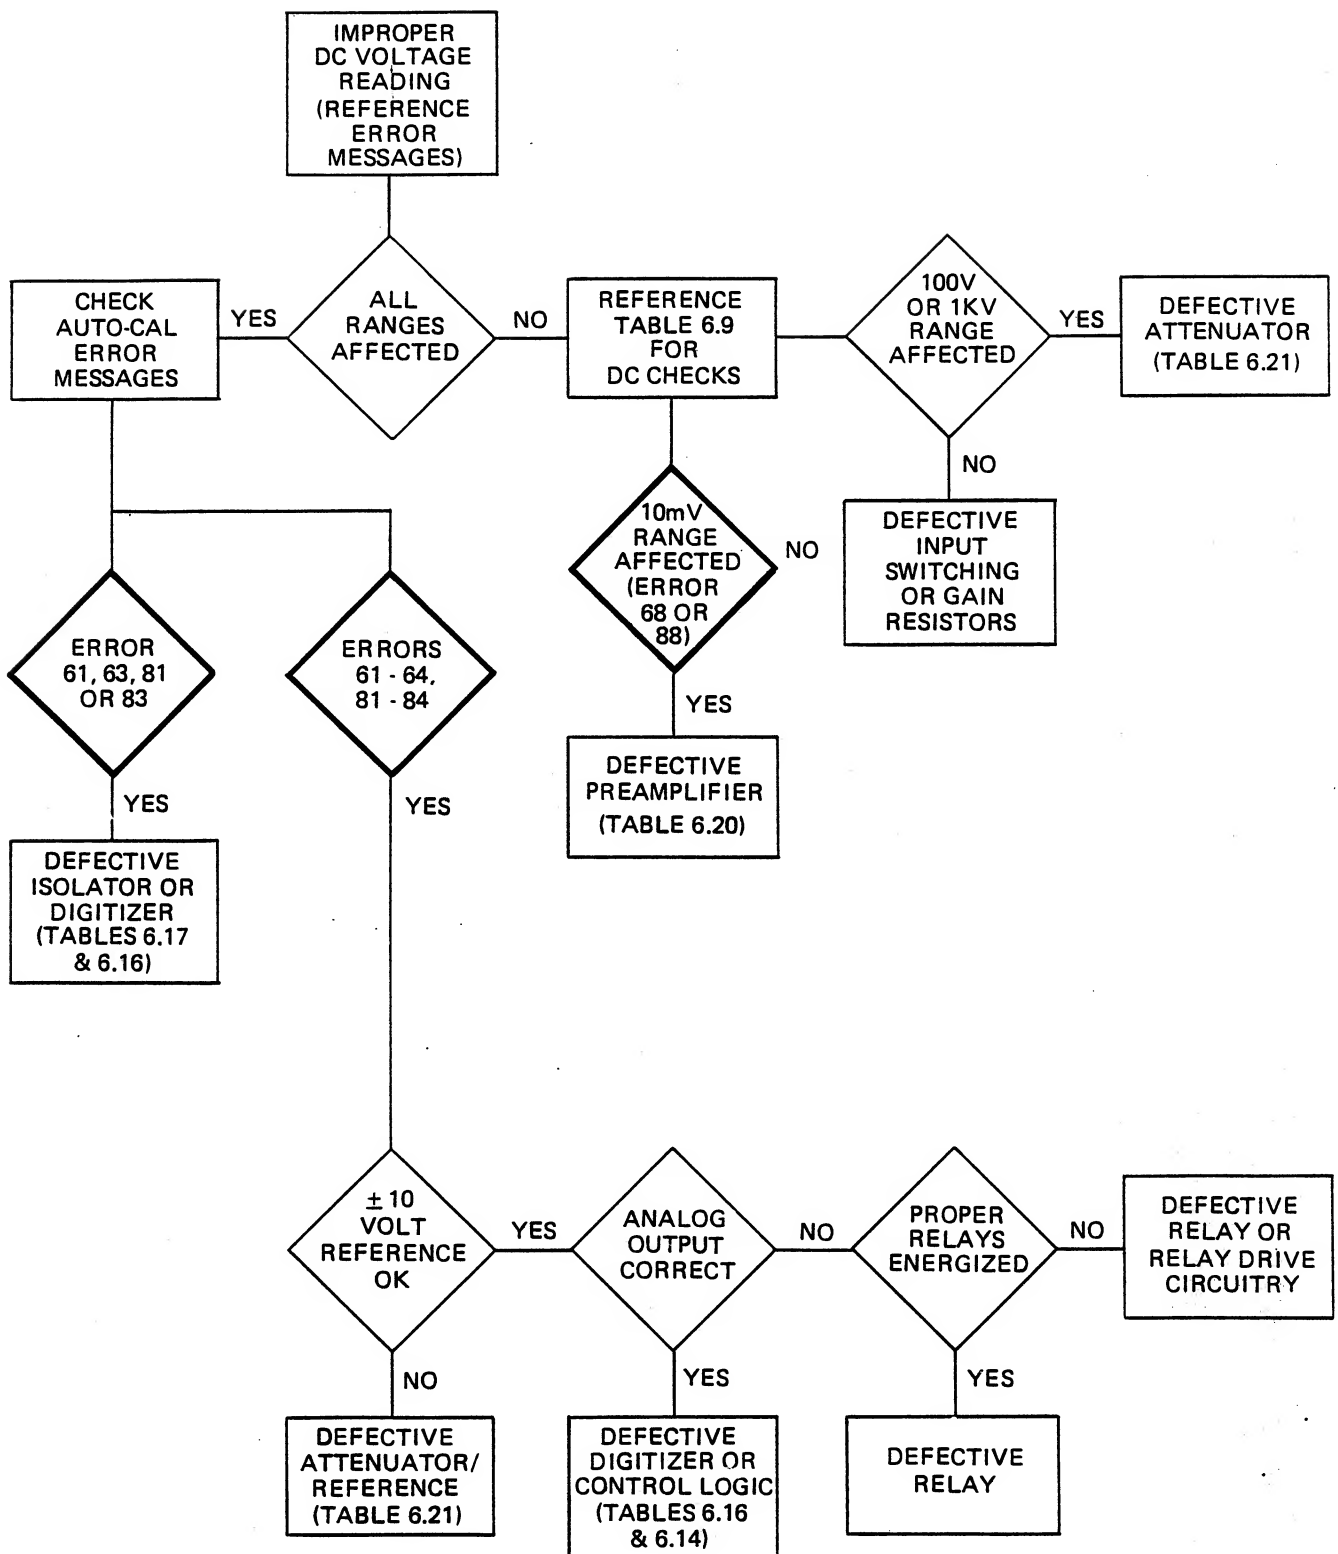 IMPROPER
DC VOLTAGE
READING
(REFERENCE
ERROR
MESSAGES)
CHECK
AUTO-CAL
ERROR
MESSAGES
YES
ALL
RANGES
AFFECTED
NO
REFERENCE
TABLE 6.9
FOR
DC CHECKS
100V
OR 1KV
RANGE
AFFECTED
YES
DEFECTIVE
ATTENUATOR
(TABLE 6.21)
NO
DEFECTIVE
INPUT
SWITCHING
OR GAIN
RESISTORS
10mV
RANGE
AFFECTED
(ERROR
68 OR
88)
NO
YES
DEFECTIVE
PREAMPLIFIER
(TABLE 6.20)
ERROR
61, 63, 81
OR 83
YES
DEFECTIVE
ISOLATOR OR
DIGITIZER
(TABLES 6.17
& 6.16)
ERRORS
61 - 64,
81 - 84
YES
± 10
VOLT
REFERENCE
OK
YES
ANALOG
OUTPUT
CORRECT
NO
PROPER
RELAYS
ENERGIZED
NO
DEFECTIVE
RELAY OR
RELAY DRIVE
CIRCUITRY
NO
DEFECTIVE
ATTENUATOR/
REFERENCE
(TABLE 6.21)
YES
DEFECTIVE
DIGITIZER OR
CONTROL LOGIC
(TABLES 6.16
& 6.14)
YES
DEFECTIVE
RELAY